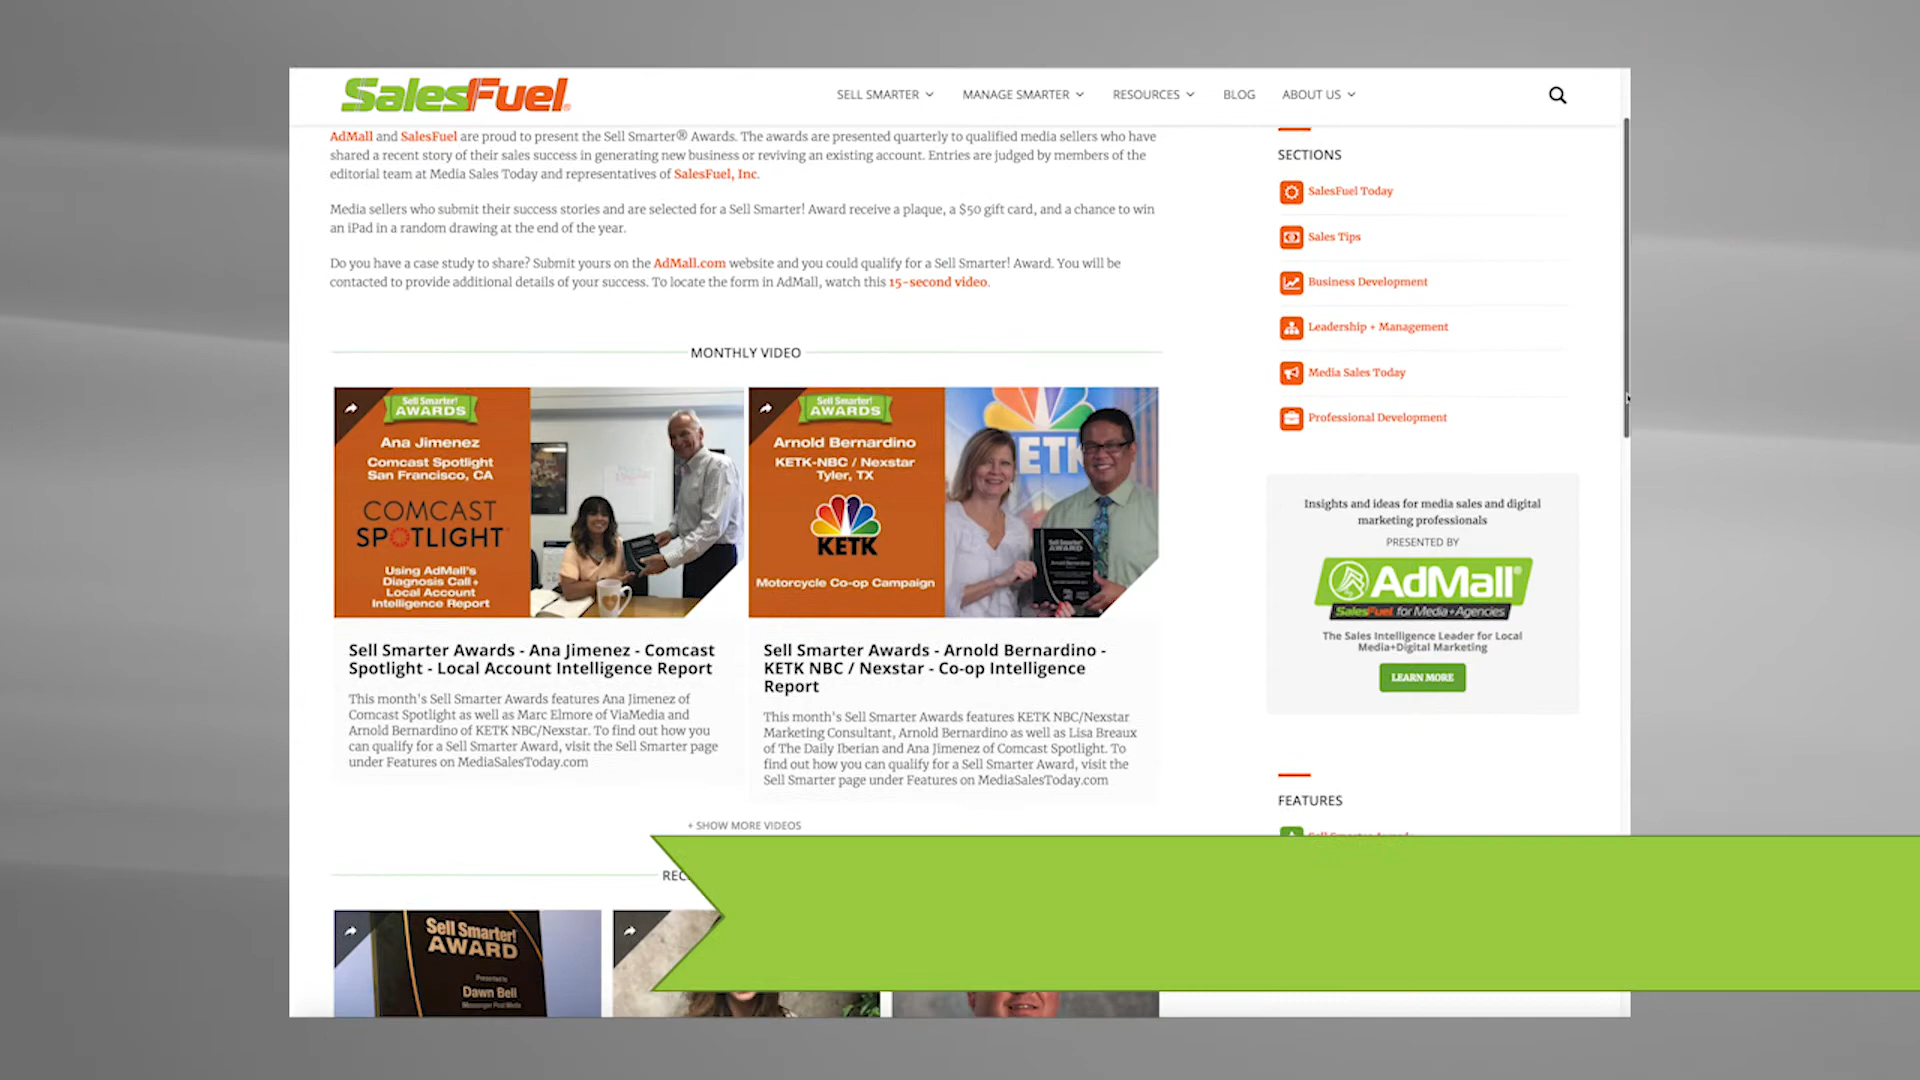 SalesFuel
SELL SMARTER
MANAGE SMARTER
RESOURCES
BLOG
ABOUT US
AdMall and SalesFuel are proud to present the Sell Smarter® Awards. The awards are presented quarterly to qualified media sellers who have
shared a recent story of their sales success in generating new business or reviving an existing account. Entries are judged by members of the
editorial team at Media Sales Today and representatives of SalesFuel, Inc.
Media sellers who submit their success stories and are selected for a Sell Smarter! Award receive a plaque, a $50 gift card, and a chance to win
an iPad in a random drawing at the end of the year.
Do you have a case study to share? Submit yours on the AdMall.com website and you could qualify for a Sell Smarter! Award. You will be
contacted to provide additional details of your success. To locate the form in AdMall, watch this 15-second video.
MONTHLY VIDEO
Sell Smarter!
AWARDS
Ana Jimenez
Comcast Spotlight
San Francisco, CA
COMCAST
SPOTLIGHT
Using AdMall's
Diagnosis Call+
Local Account
Intelligence Report
Sell Smarter!
AWARDS
Arnold Bernardino
KETK-NBC / Nexstar
Tyler, TX
KETK
Motorcycle Co-op Campaign
KETK
Sell Smarter!
AWARD
Sell Smarter Awards - Ana Jimenez - Comcast
Spotlight - Local Account Intelligence Report
This month's Sell Smarter Awards features Ana Jimenez of
Comcast Spotlight as well as Marc Elmore of ViaMedia and
Arnold Bernardino of KETK NBC/Nexstar. To find out how you
can qualify for a Sell Smarter Award, visit the Sell Smarter page
under Features on MediaSalesToday.com
Sell Smarter Awards - Arnold Bernardino -
KETK NBC / Nexstar - Co-op Intelligence
Report
This month's Sell Smarter Awards features KETK NBC/Nexstar
Marketing Consultant, Arnold Bernardino as well as Lisa Breaux
of The Daily Iberian and Ana Jimenez of Comcast Spotlight. To
find out how you can qualify for a Sell Smarter Award, visit the
Sell Smarter page under Features on MediaSalesToday.com
+ SHOW MORE VIDEOS
REC
Sell Smarter!
AWARD
Presented to
Dawn Bell
Messenger Post Media
SECTIONS
SalesFuel Today
Sales Tips
Business Development
Leadership + Management
Media Sales Today
Professional Development
Insights and ideas for media sales and digital
marketing professionals
PRESENTED BY
AdMall®
SalesFuel for Media+Agencies
The Sales Intelligence Leader for Local
Media+Digital Marketing
LEARN MORE
FEATURES